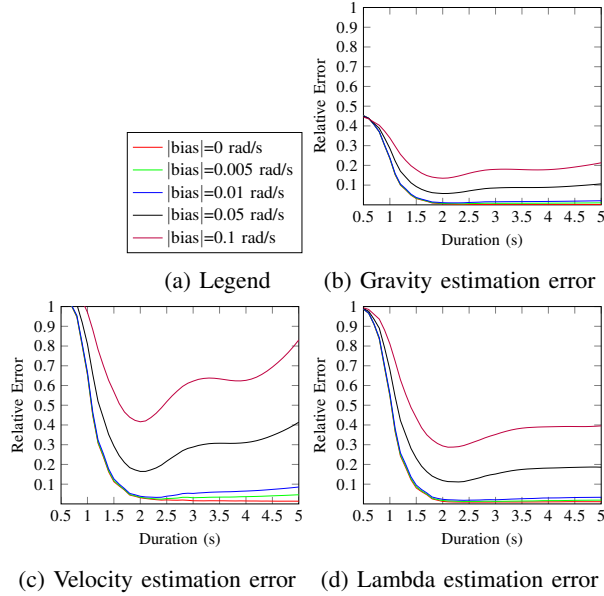 |bias|=0 rad/s
|bias|=0.005 rad/s
|bias|=0.01 rad/s
|bias|=0.05 rad/s
|bias|=0.1 rad/s
(a) Legend
1
0.9
0.8
0.7
0.6
0.5
0.4
0.3
0.2
0.1
Relative Error
0.5 1 1.5 2 2.5 3 3.5 4 4.5 5
Duration (s)
(b) Gravity estimation error
1
0.9
0.8
0.7
0.6
0.5
0.4
0.3
0.2
0.1
Relative Error
0.5 1 1.5 2 2.5 3 3.5 4 4.5 5
Duration (s)
(c) Velocity estimation error
1
0.9
0.8
0.7
0.6
0.5
0.4
0.3
0.2
0.1
Relative Error
0.5 1 1.5 2 2.5 3 3.5 4 4.5 5
Duration (s)
(d) Lambda estimation error